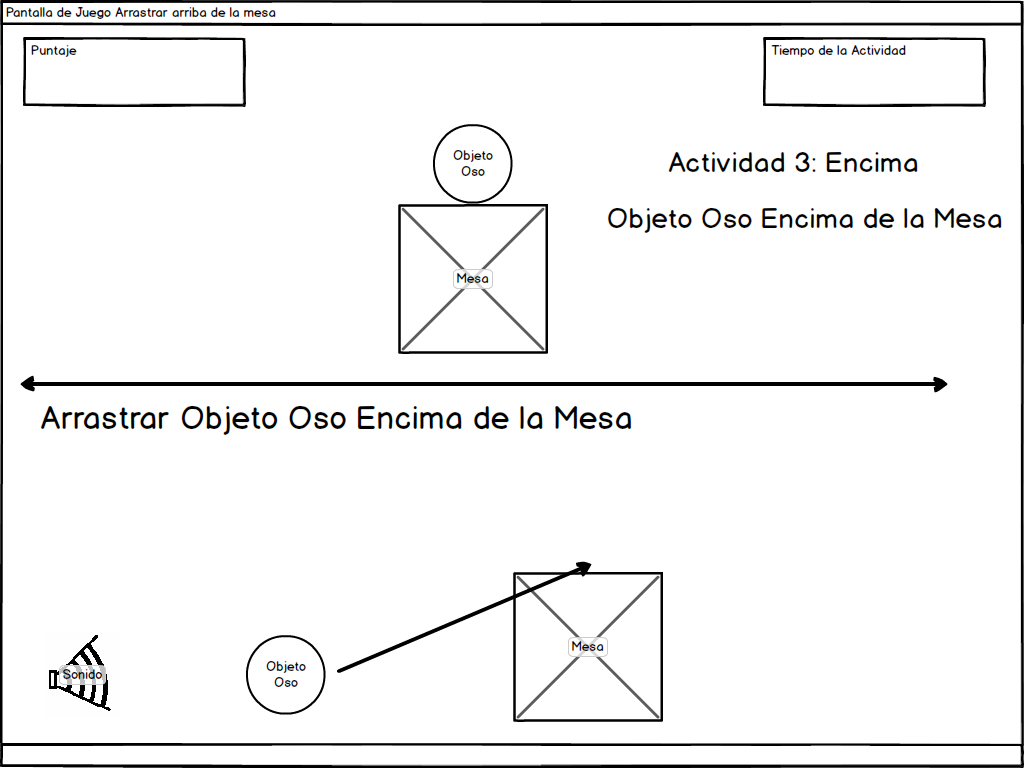 Pantalla de Juego Arrastrar arriba de la mesa
Puntaje
Tiempo de la Actividad
Objeto
Oso
Actividad 3: Encima
Objeto Oso Encima de la Mesa
Mesa
Arrastrar Objeto Oso Encima de la Mesa
Mesa
Sonido
Objeto
Oso